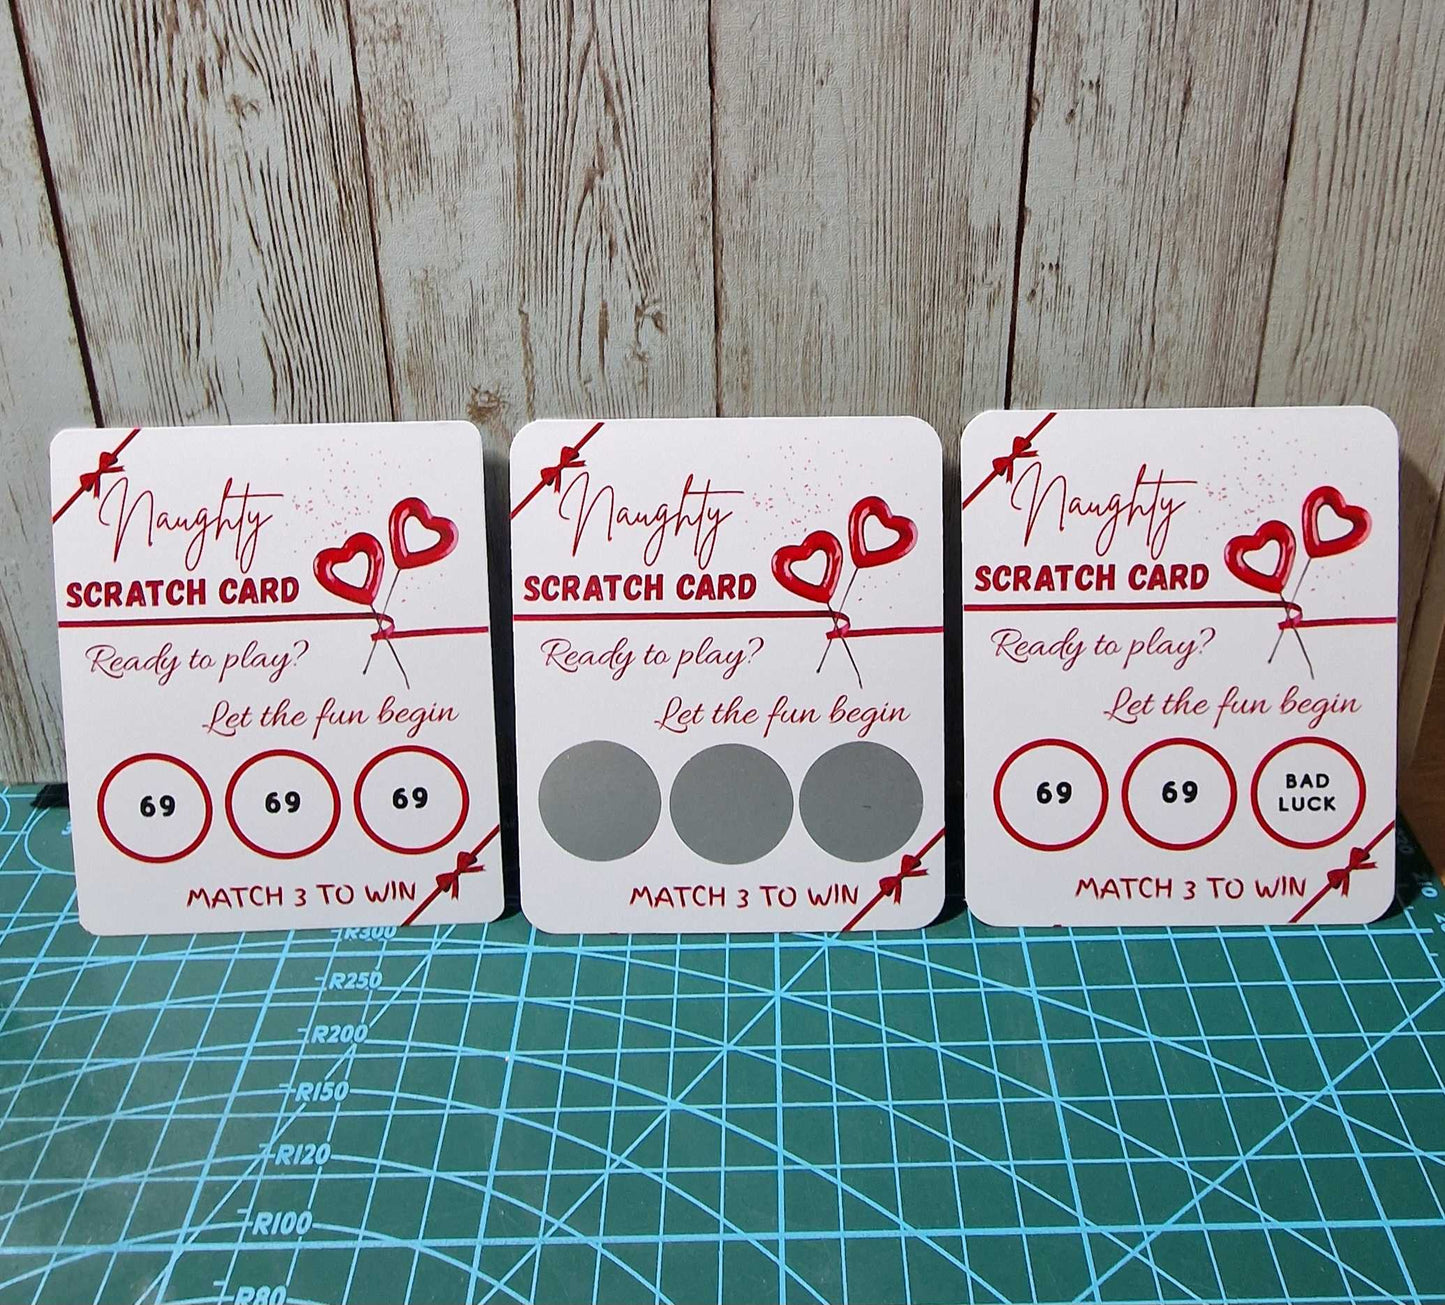 Naughty
SCRATCH CARD
Ready to play?
Let the fun begin
69 69 69
MATCH 3 TO WIN
Naughty
SCRATCH CARD
Ready to play?
Let the fun begin
MATCH 3 TO WIN
Naughty
SCRATCH CARD
Ready to play?
Let the fun begin
69 69 BAD
LUCK
MATCH 3 TO WIN
R300
R250
R200
R150
R120
R100
R80